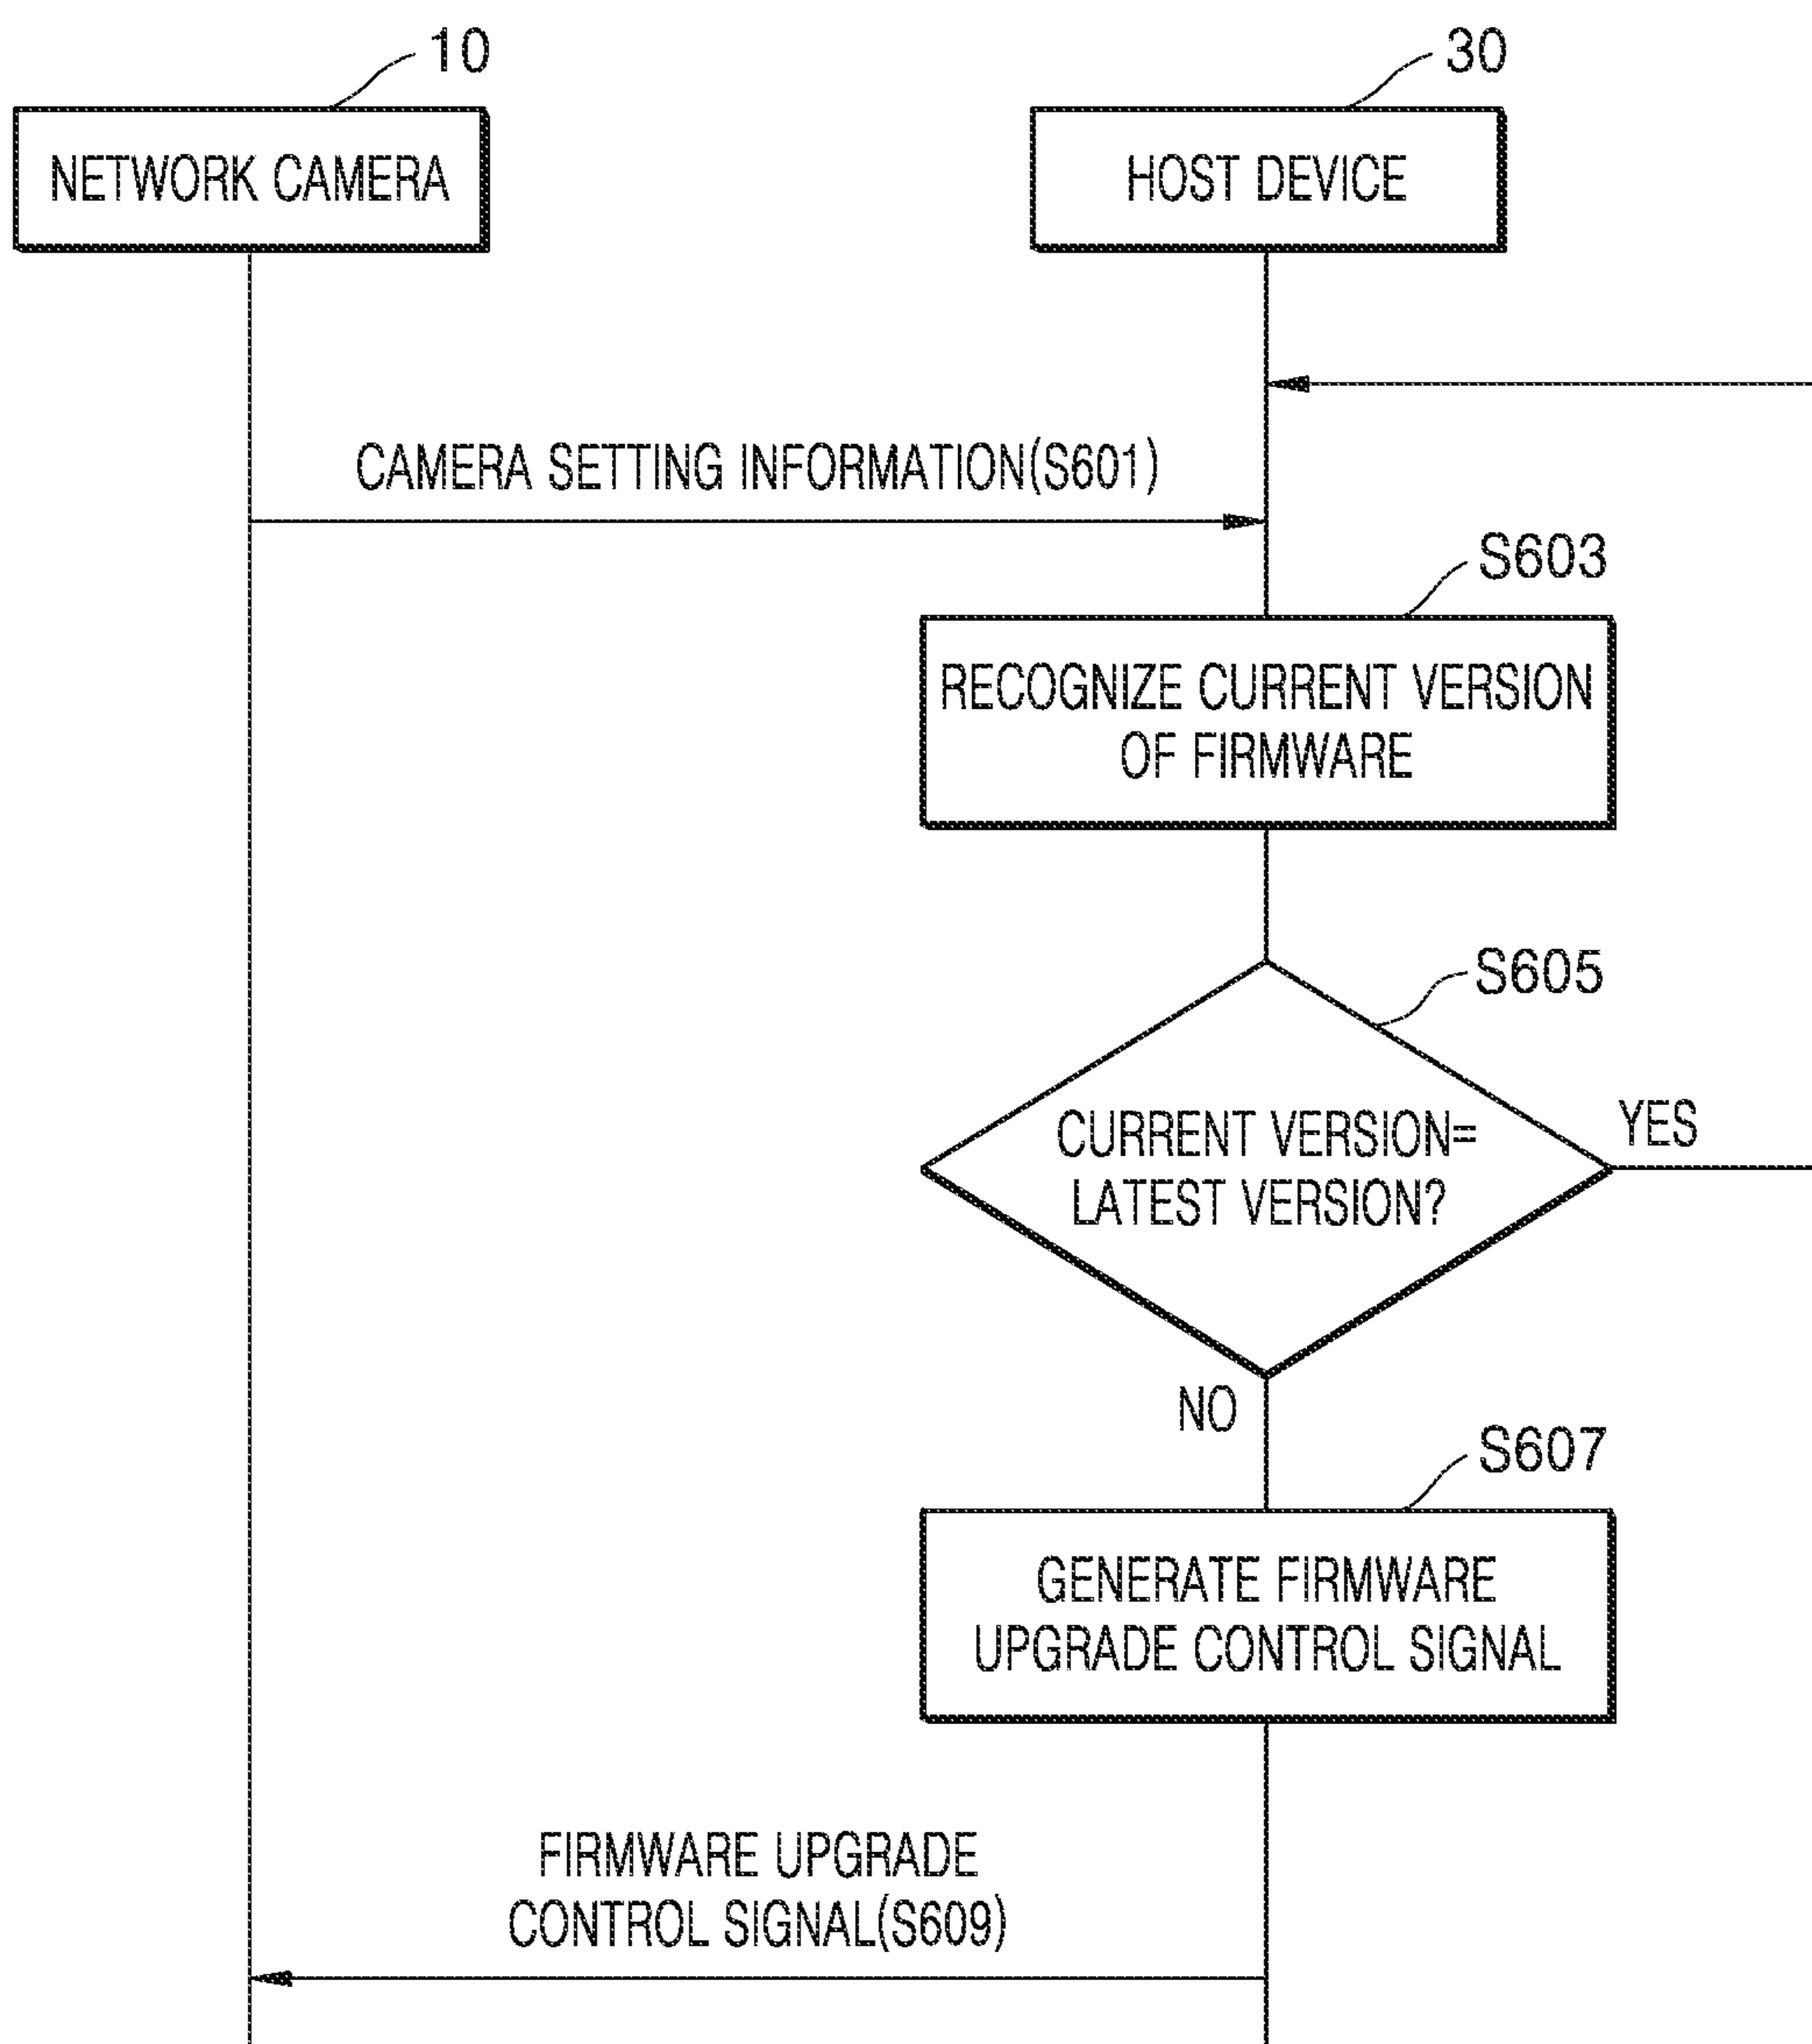 10
30
NETWORK CAMERA
HOST DEVICE
CAMERA SETTING INFORMATION(S601)
S603
RECOGNIZE CURRENT VERSION
OF FIRMWARE
S605
CURRENT VERSION=
LATEST VERSION?
YES
NO
S607
GENERATE FIRMWARE
UPGRADE CONTROL SIGNAL
FIRMWARE UPGRADE
CONTROL SIGNAL(S609)